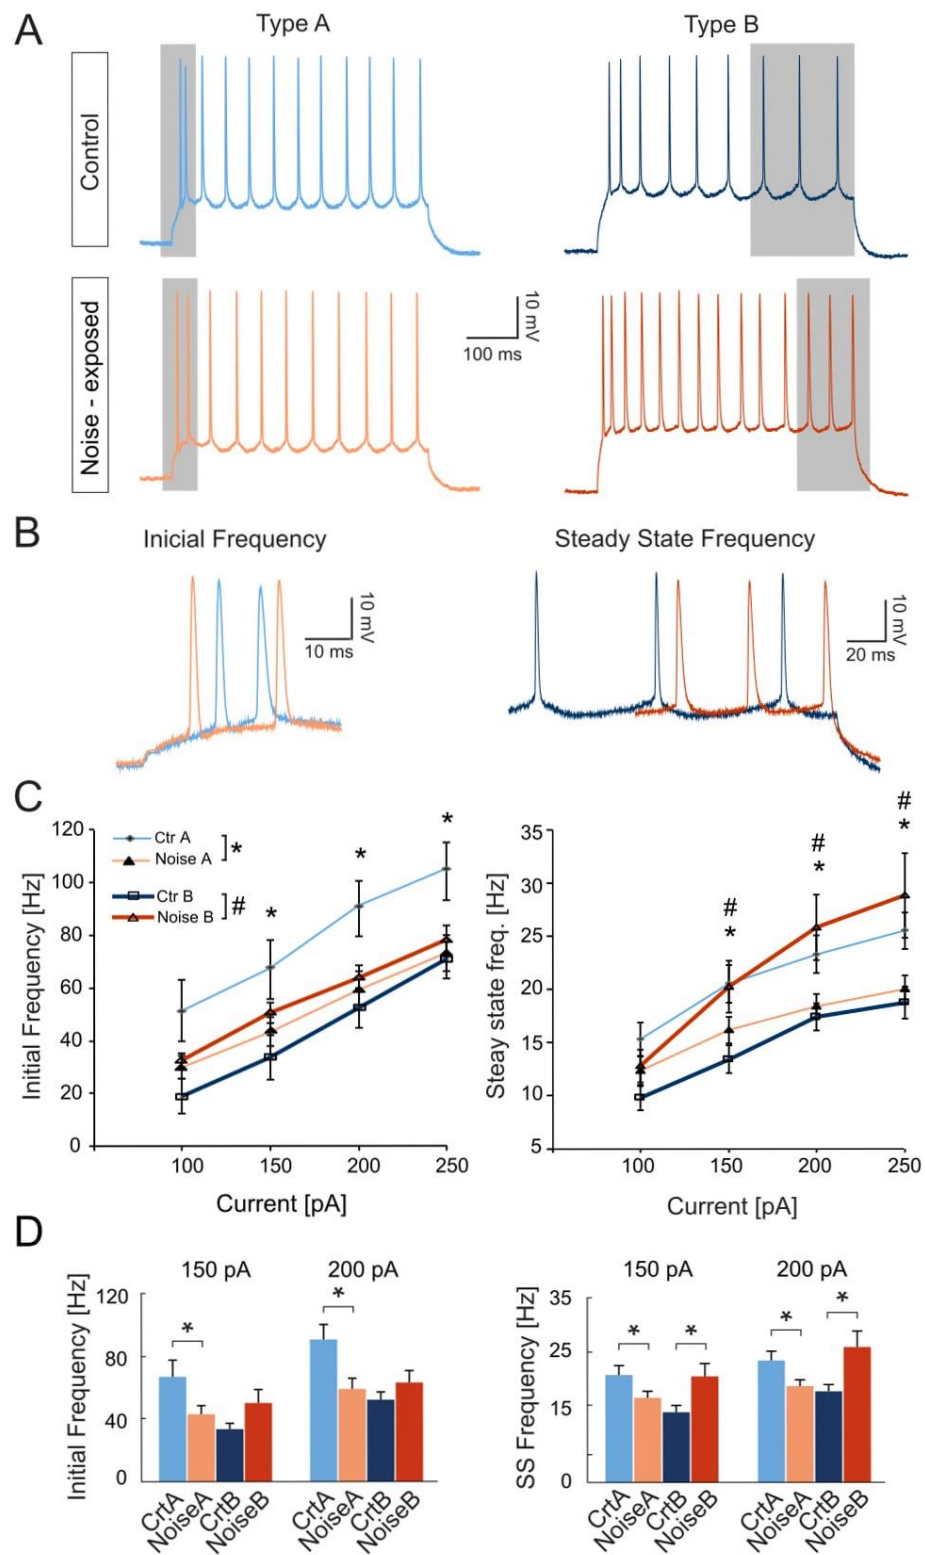 A
Type A
Type B
Control
Noise - exposed
10 mV
100 ms
B
Inicial Frequency
Steady State Frequency
10 mV
10 ms
10 mV
20 ms
C
Initial Frequency [Hz]
120
100
80
60
40
20
0
Ctr A
Noise A
*
Ctr B
Noise B
#
*
*
*
100
150
200
250
Current [pA]
Steay state freq. [Hz]
35
30
25
20
15
10
5
#
*
#
*
#
*
100
150
200
250
Current [pA]
D
150 pA
200 pA
Initial Frequency [Hz]
120
80
40
0
*
*
CrtA
NoiseA
CrtB
NoiseB
CrtA
NoiseA
CrtB
NoiseB
150 pA
200 pA
SS Frequency [Hz]
35
25
15
0
*
*
*
*
CrtA
NoiseA
CrtB
NoiseB
CrtA
NoiseA
CrtB
NoiseB